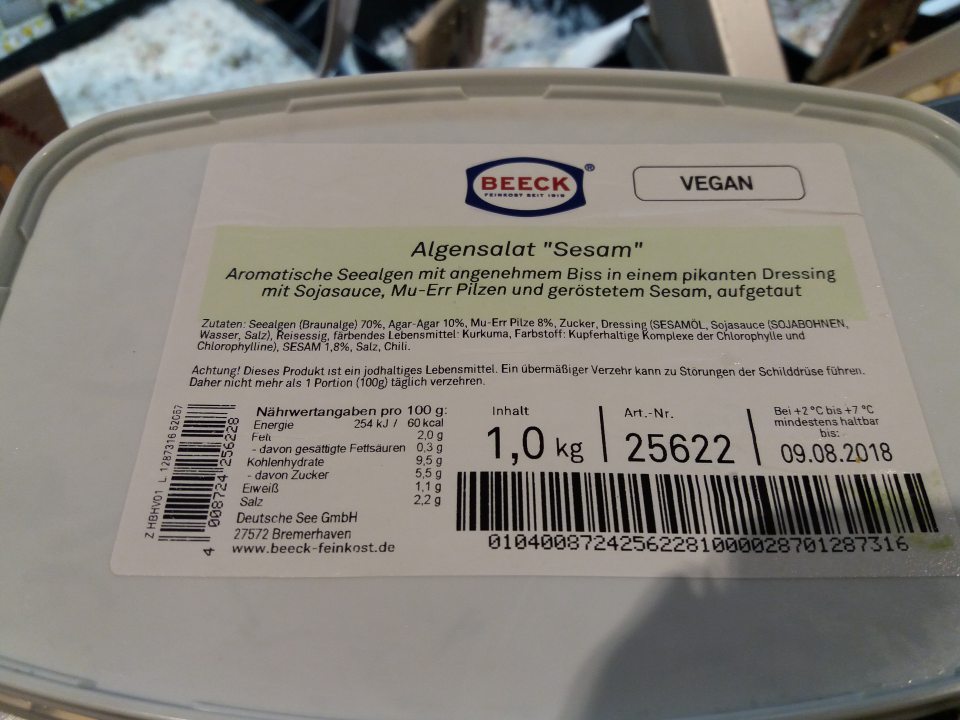 BEECK®
FEINKOST SEIT 1919
VEGAN
Algensalat "Sesam"
Aromatische Seealgen mit angenehmem Biss in einem pikanten Dressing
mit Sojasauce, Mu-Err Pilzen und geröstetem Sesam, aufgetaut
Zutaten: Seealgen (Braunalge) 70%, Agar-Agar 10%, Mu-Err Pilze 8%, Zucker, Dressing (SESAMÖL, Sojasauce (SOJABOHNEN,
Wasser, Salz), Reisessig, färbendes Lebensmittel: Kurkuma, Farbstoff: Kupferhaltige Komplexe der Chlorophylle und
Chlorophylline), SESAM 1,8%, Salz, Chili.
Achtung! Dieses Produkt ist ein jodhaltiges Lebensmittel. Ein übermäßiger Verzehr kann zu Störungen der Schilddrüse führen.
Daher nicht mehr als 1 Portion (100g) täglich verzehren.
Z HBHV01 L 1287316 52057
4 008724 256228
Nährwertangaben pro 100 g:
Energie 254 kJ / 60 kcal
Fett 2,0 g
- davon gesättigte Fettsäuren 0,3 g
Kohlenhydrate 9,5 g
- davon Zucker 5,5 g
Eiweiß 1,1 g
Salz 2,2 g
Deutsche See GmbH
27572 Bremerhaven
www.beeck-feinkost.de
Inhalt
1,0 kg
Art.-Nr.
25622
Bei +2°C bis +7°C
mindestens haltbar
bis:
09.08.2018
01040087242562281000028701287316